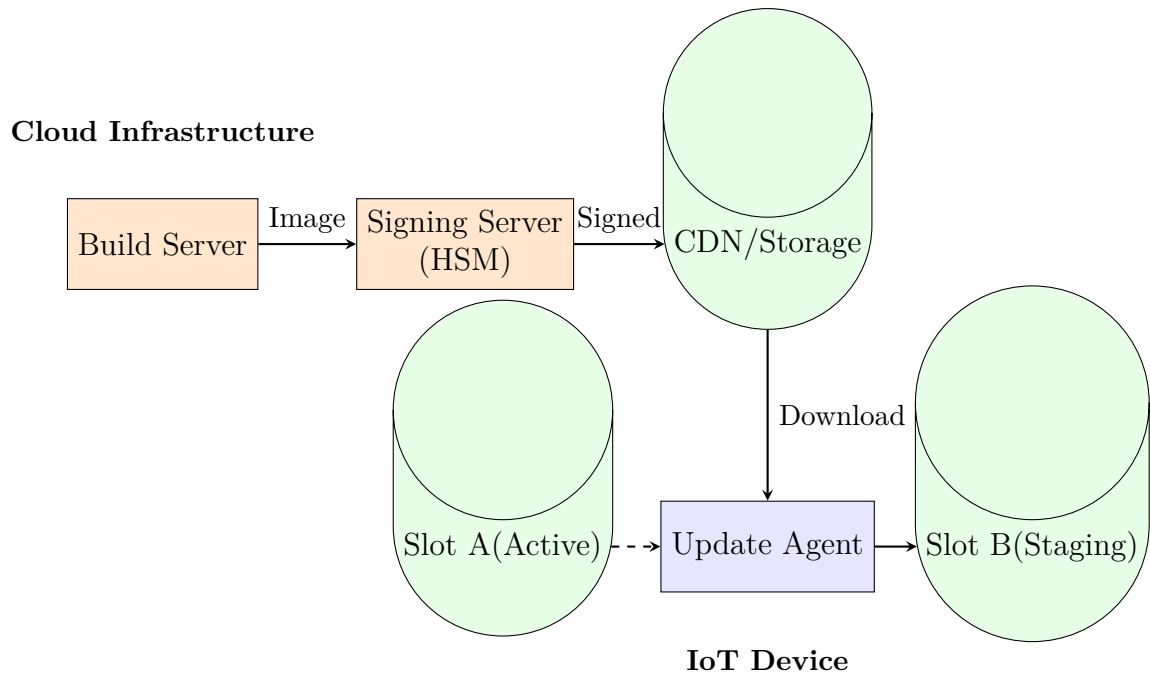 Cloud Infrastructure
Build Server
Image
Signing Server
(HSM)
Signed
CDN/Storage
Download
Slot A(Active)
Update Agent
Slot B(Staging)
IoT Device